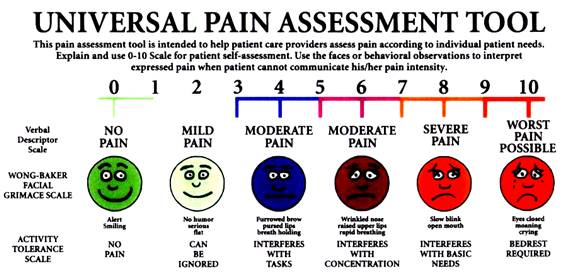 UNIVERSAL PAIN ASSESSMENT TOOL
This pain assessment tool is intended to help patient care providers assess pain according to individual patient needs.
Explain and use 0-10 Scale for patient self-assessment. Use the faces or behavioral observations to interpret
expressed pain when patient cannot communicate his/her pain intensity.
0 1 2 3 4 5 6 7 8 9 10
Verbal
Descriptor
Scale
NO
PAIN
MILD
PAIN
MODERATE
PAIN
MODERATE
PAIN
SEVERE
PAIN
WORST
PAIN
POSSIBLE
WONG-BAKER
FACIAL
GRIMACE SCALE
Alert
Smiling
No humor
serious
flat
Furrowed brow
pursed lips
breath holding
Wrinkled nose
raised upper lips
rapid breathing
Slow blink
open mouth
Eyes closed
moaning
crying
ACTIVITY
TOLERANCE
SCALE
NO
PAIN
CAN
BE
IGNORED
INTERFERES
WITH
TASKS
INTERFERES
WITH
CONCENTRATION
INTERFERES
WITH BASIC
NEEDS
BEDREST
REQUIRED